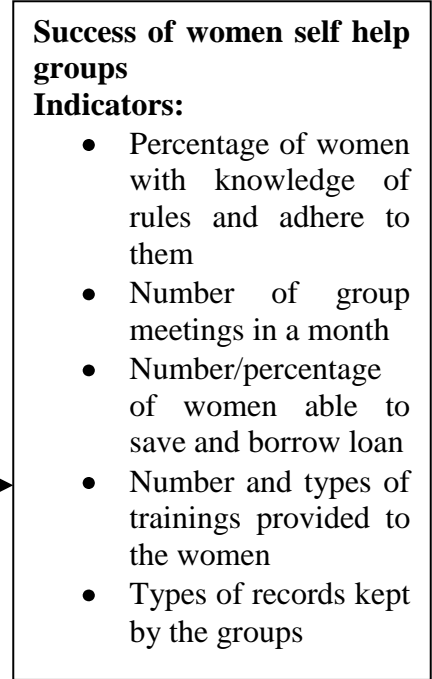 Success of women self help
groups
Indicators:
• Percentage of women
with knowledge of
rules and adhere to
them
• Number of group
meetings in a month
• Number/percentage
of women able to
save and borrow loan
• Number and types of
trainings provided to
the women
• Types of records kept
by the groups